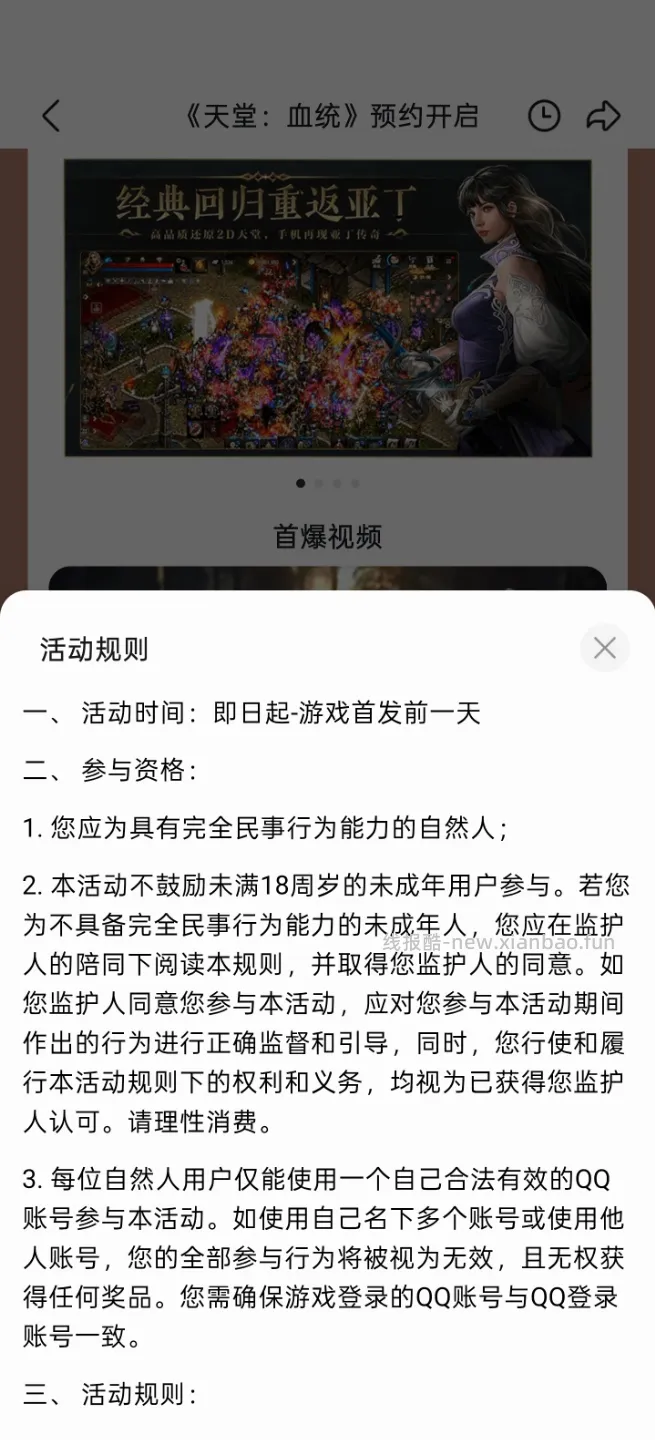 《天堂：血统》预约开启
经典回归重返亚丁
高品质还原2D天堂，手机再现亚丁传奇
首爆视频
活动规则
一、 活动时间：即日起-游戏首发前一天
二、 参与资格：
1. 您应为具有完全民事行为能力的自然人；
2. 本活动不鼓励未满18周岁的未成年用户参与。若您
为不具备完全民事行为能力的未成年人，您应在监护
线报酷-new.xianbao.fun
人的陪同下阅读本规则，并取得您监护人的同意。如
您监护人同意您参与本活动，应对您参与本活动期间
作出的行为进行正确监督和引导，同时，您行使和履
行本活动规则下的权利和义务，均视为已获得您监护
人认可。请理性消费。
3. 每位自然人用户仅能使用一个自己合法有效的QQ
账号参与本活动。如使用自己名下多个账号或使用他
人账号，您的全部参与行为将被视为无效，且无权获
得任何奖品。您需确保游戏登录的QQ账号与QQ登录
账号一致。
三、 活动规则：